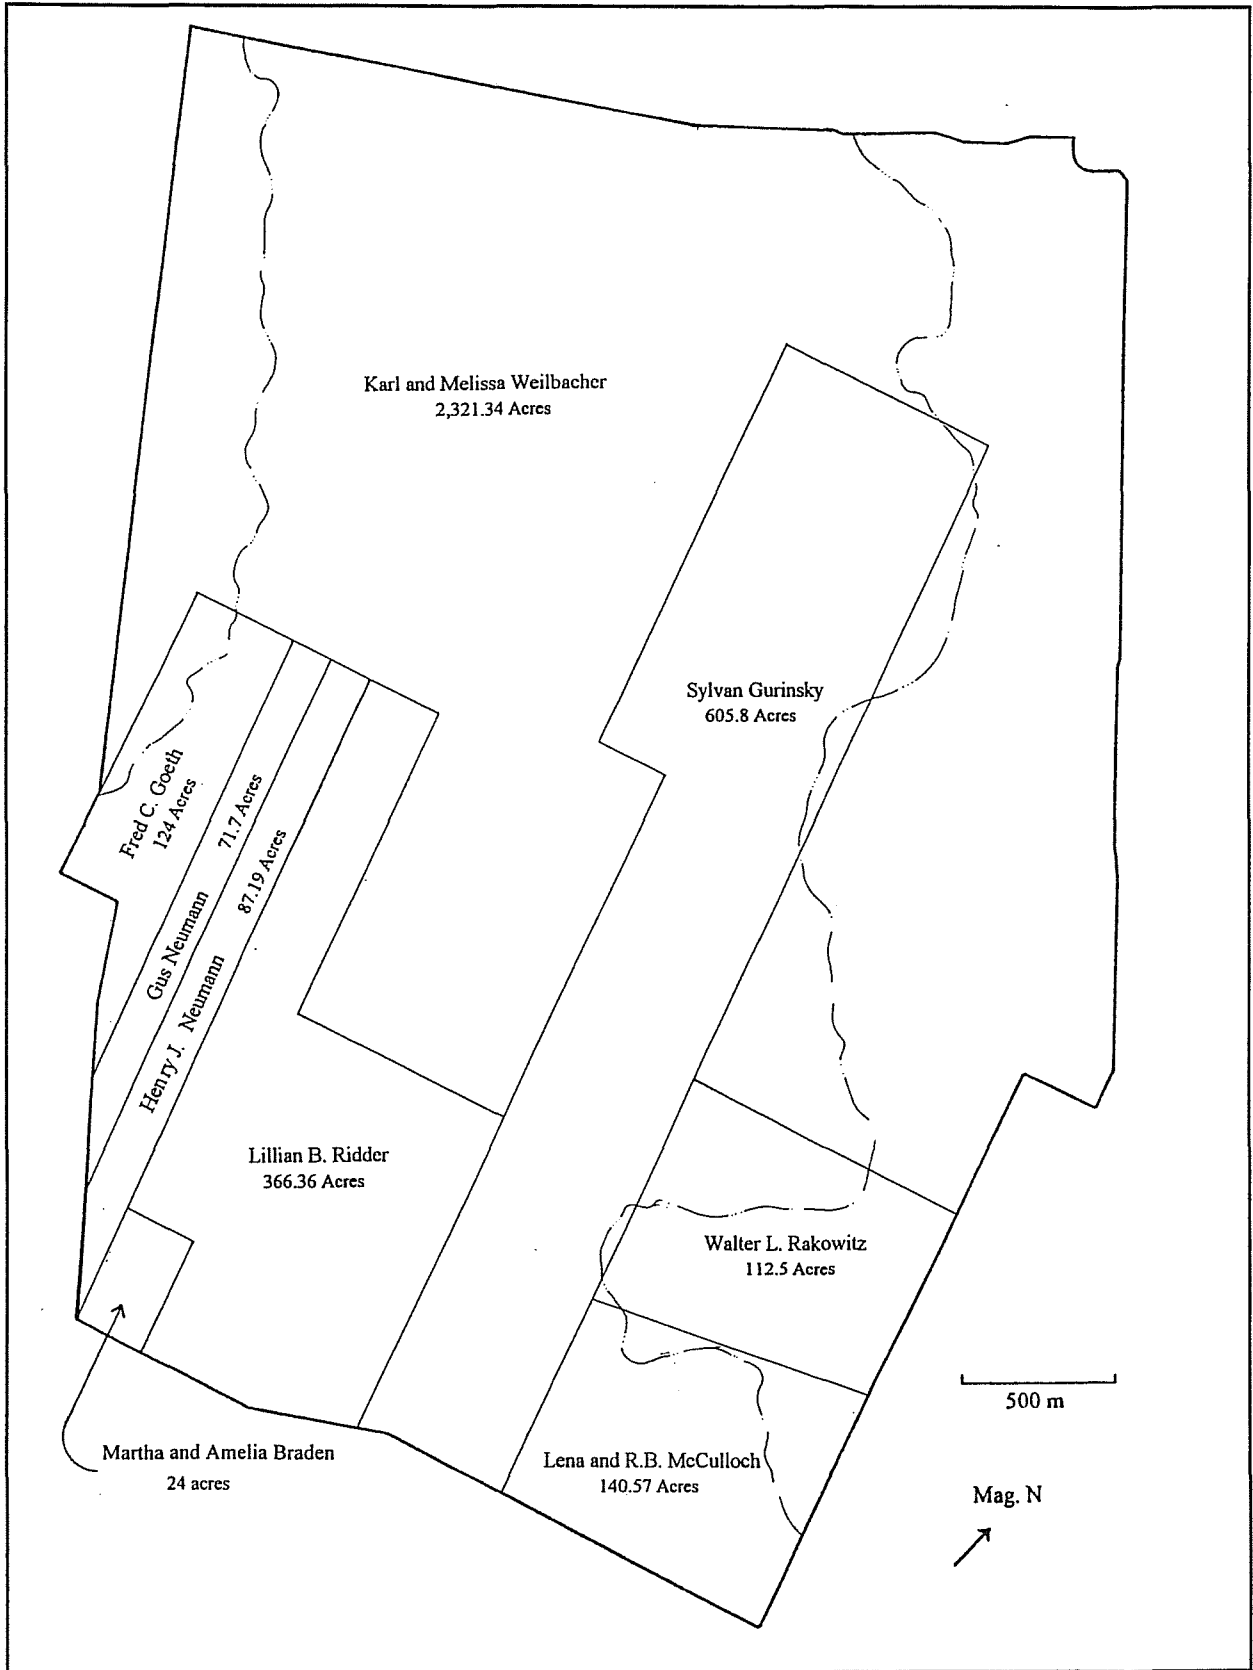 Karl and Melissa Weilbacher
2,321.34 Acres
Sylvan Gurinsky
605.8 Acres
Fred C. Goeth
124 Acres
Gus Neumann 71.7 Acres
Henry J. Neumann 87.19 Acres
Lillian B. Ridder
366.36 Acres
Walter L. Rakowitz
112.5 Acres
500 m
Martha and Amelia Braden
24 acres
Lena and R.B. McCulloch
140.57 Acres
Mag. N